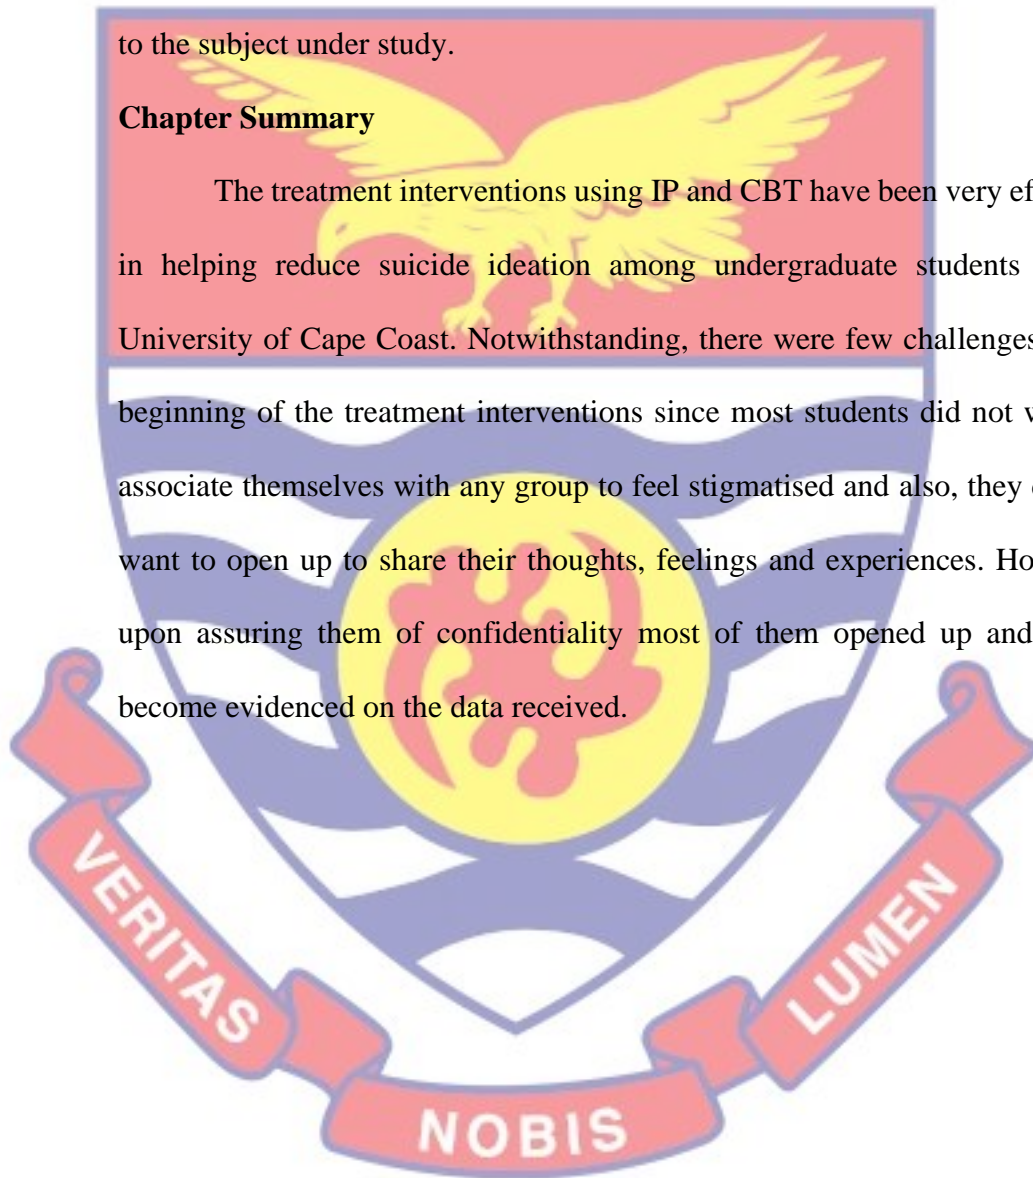 to the subject under study.
Chapter Summary
The treatment interventions using IP and CBT have been very ef
in helping reduce suicide ideation among undergraduate students
University of Cape Coast. Notwithstanding, there were few challenges
beginning of the treatment interventions since most students did not w
associate themselves with any group to feel stigmatised and also, they
want to open up to share their thoughts, feelings and experiences. Ho
upon assuring them of confidentiality most of them opened up and
become evidenced on the data received.
VERITAS
NOBIS
LUMEN